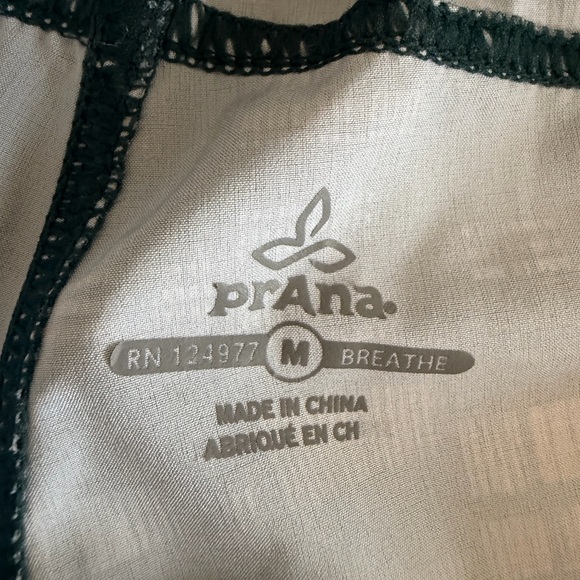 prAna.
RN 124977 M BREATHE
MADE IN CHINA
ABRIQUÉ EN CH